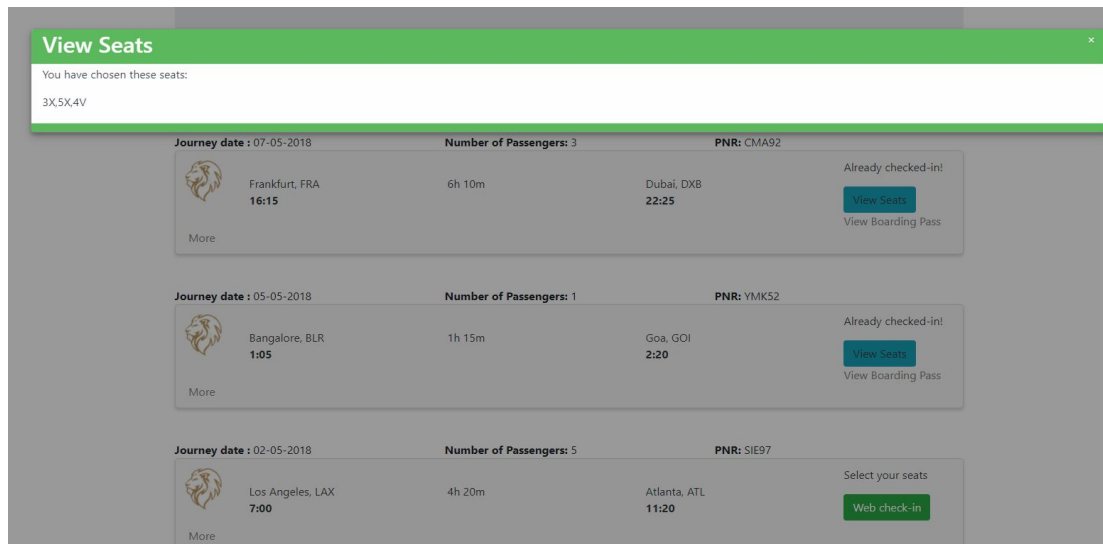 View Seats ×
You have chosen these seats:
3X,5X,4V
Journey date : 07-05-2018 Number of Passengers: 3 PNR: CMA92
Already checked-in!
Frankfurt, FRA 6h 10m Dubai, DXB
16:15 22:25 View Seats
View Boarding Pass
More
Journey date : 05-05-2018 Number of Passengers: 1 PNR: YMK52
Already checked-in!
Bangalore, BLR 1h 15m Goa, GOI
1:05 2:20 View Seats
View Boarding Pass
More
Journey date : 02-05-2018 Number of Passengers: 5 PNR: SIE97
Select your seats
Los Angeles, LAX 4h 20m Atlanta, ATL
7:00 11:20 Web check-in
More